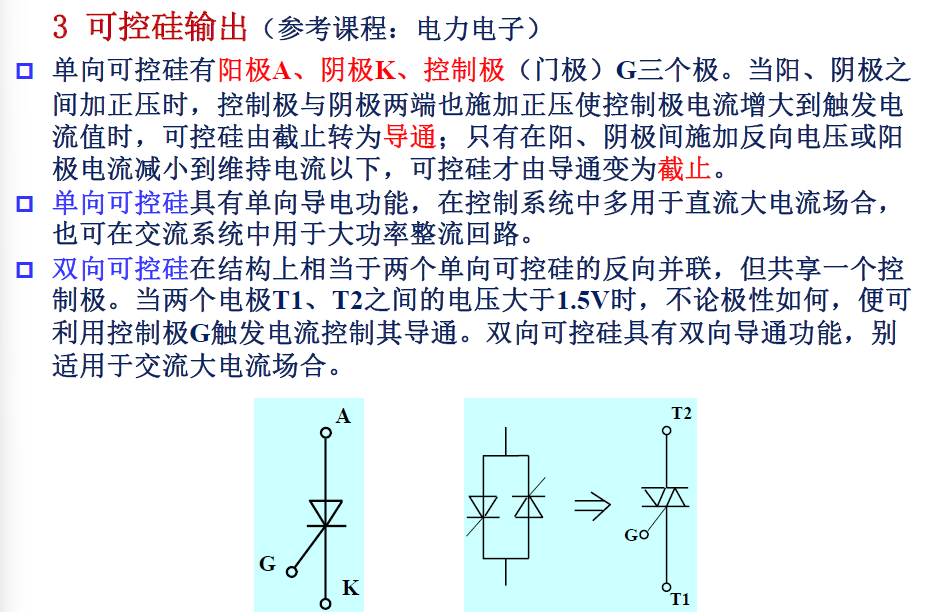 3 可控硅输出（参考课程：电力电子）
单向可控硅有阳极A、阴极K、控制极（门极）G三个极。当阳、阴极之
间加正压时，控制极与阴极两端也施加正压使控制极电流增大到触发电
流值时，可控硅由截止转为导通；只有在阳、阴极间施加反向电压或阳
极电流减小到维持电流以下，可控硅才由导通变为截止。
单向可控硅具有单向导电功能，在控制系统中多用于直流大电流场合，
也可在交流系统中用于大功率整流回路。
双向可控硅在结构上相当于两个单向可控硅的反向并联，但共享一个控
制极。当两个电极T1、T2之间的电压大于1.5V时，不论极性如何，便可
利用控制极G触发电流控制其导通。双向可控硅具有双向导通功能，别
适用于交流大电流场合。
A
G
K
T2
G
T1